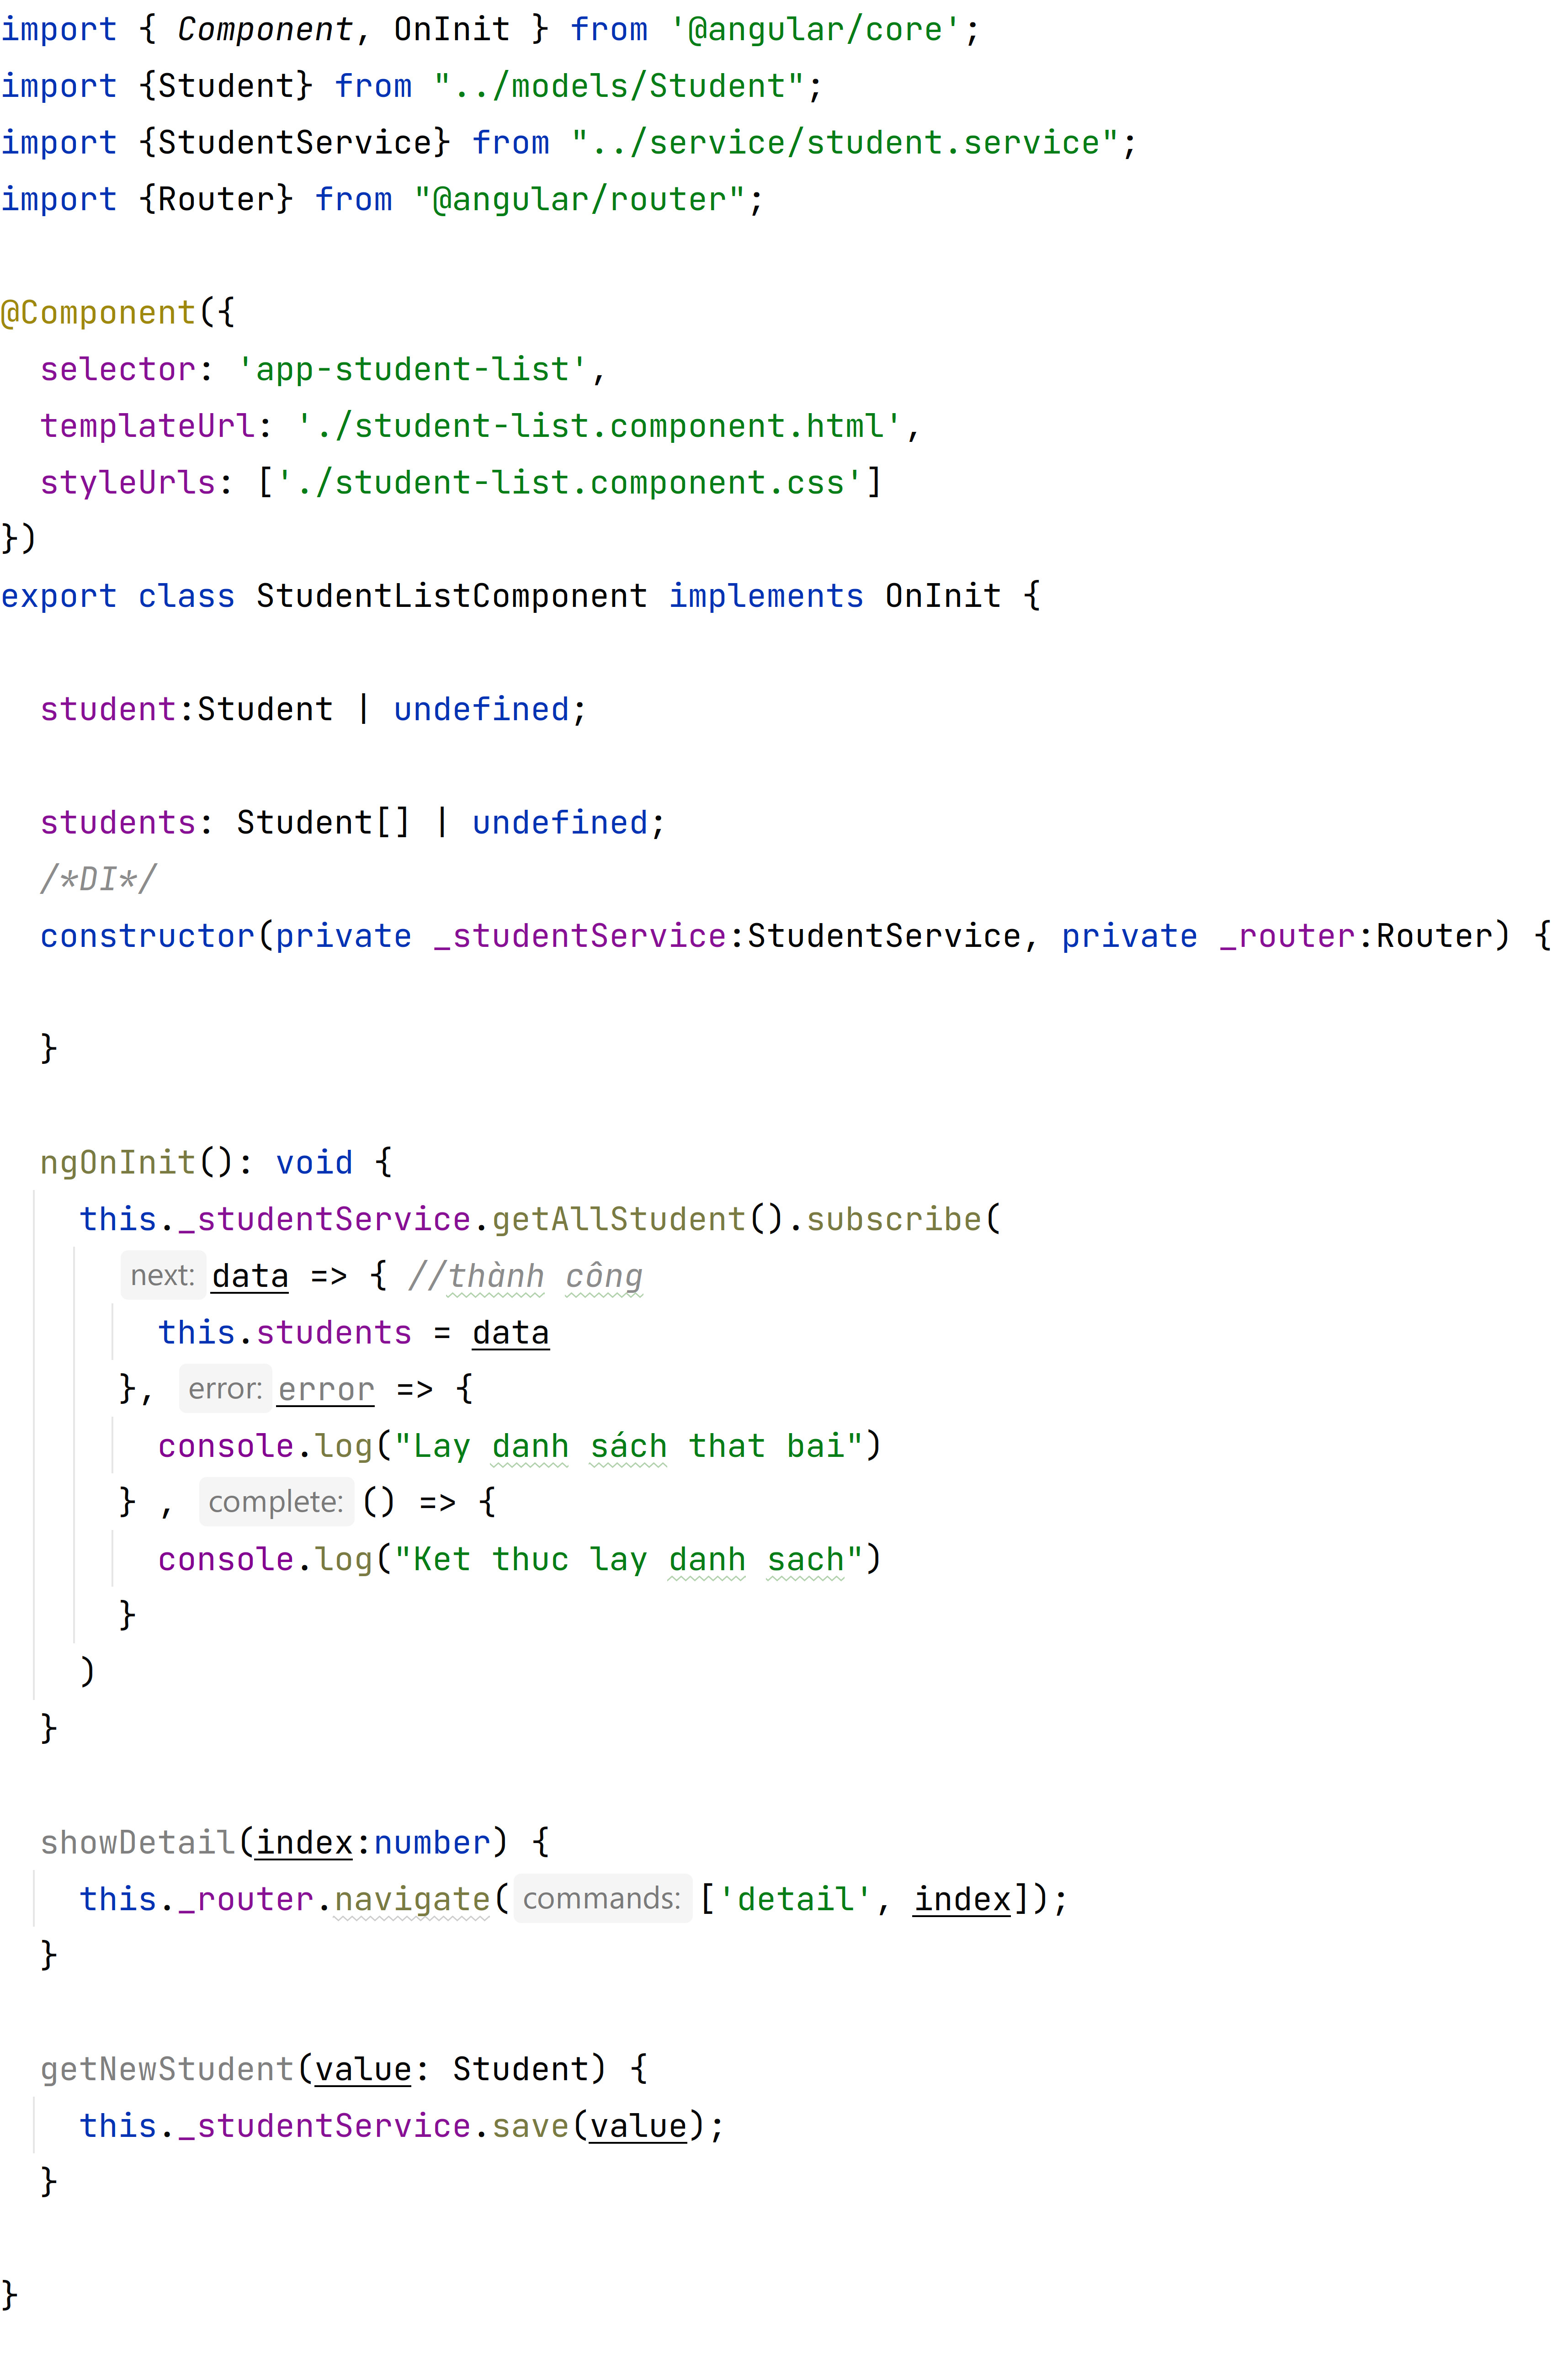 import { Component, OnInit } from '@angular/core';
import {Student} from "../models/Student";
import {StudentService} from "../service/student.service";
import {Router} from "@angular/router";

@Component({
  selector: 'app-student-list',
  templateUrl: './student-list.component.html',
  styleUrls: ['./student-list.component.css']
})
export class StudentListComponent implements OnInit {

  student:Student | undefined;

  students: Student[] | undefined;
  /*DI*/
  constructor(private _studentService:StudentService, private _router:Router) {

  }

  ngOnInit(): void {
    this._studentService.getAllStudent().subscribe(
      next: data => { //thành công
        this.students = data
      }, error: error => {
        console.log("Lay danh sách that bai")
      } , complete: () => {
        console.log("Ket thuc lay danh sach")
      }
    )
  }

  showDetail(index:number) {
    this._router.navigate( commands: ['detail', index]);
  }

  getNewStudent(value: Student) {
    this._studentService.save(value);
  }

}